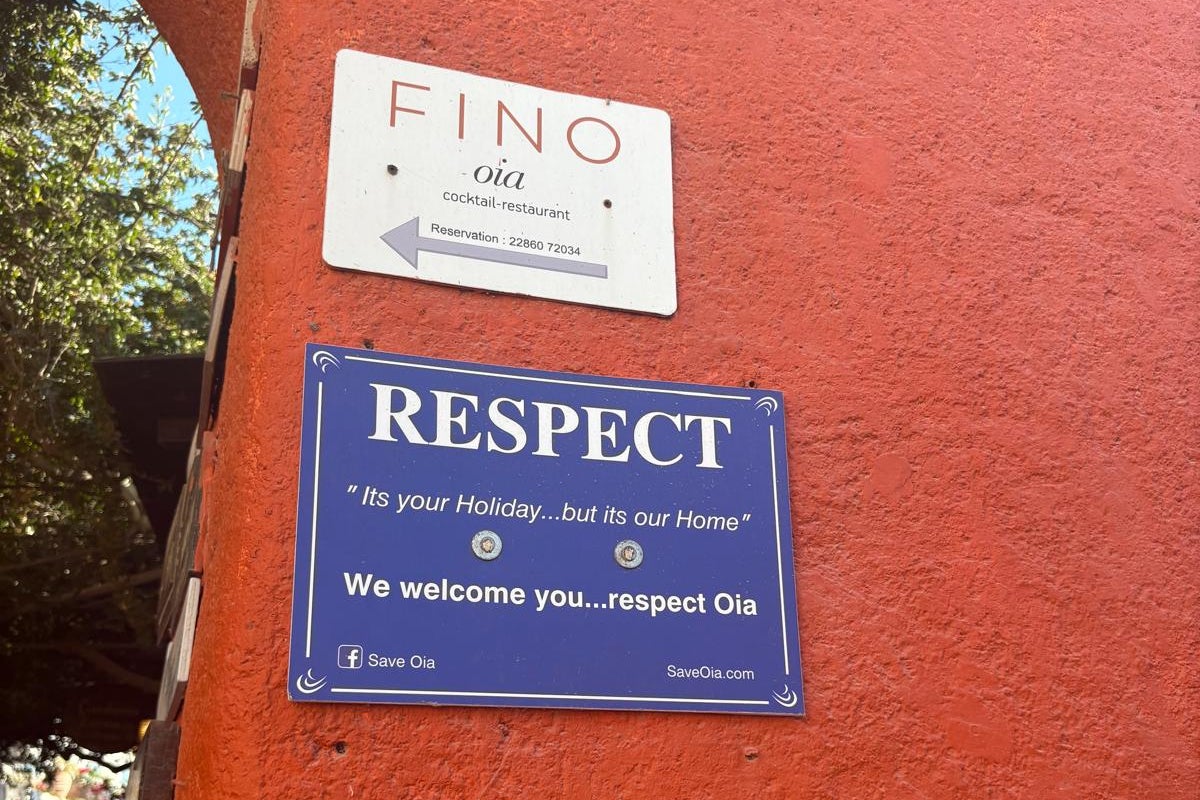 FINO
oia
cocktail-restaurant
Reservation : 22860 72034
RESPECT
"Its your Holiday...but its our Home"
We welcome you...respect Oia
f Save Oia
SaveOia.com